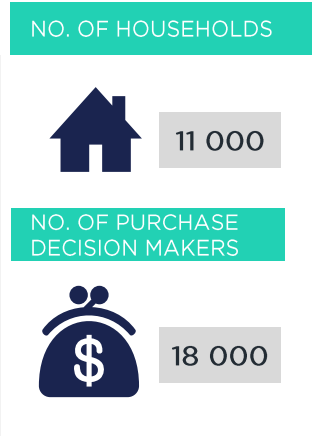 NO. OF HOUSEHOLDS
11 000
NO. OF PURCHASE
DECISION MAKERS
$
18 000